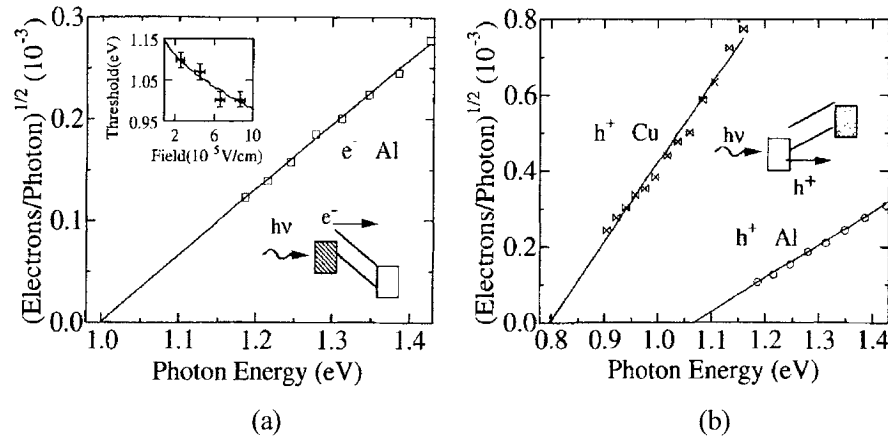 (Electrons/Photon)^1/2 (10^-3)
0.3
0.2
0.1
0.0
1.0 1.1 1.2 1.3 1.4
Photon Energy (eV)
Threshold(eV)
1.15
1.05
0.95
2 6 10
Field(10^5 V/cm)
e^- Al
hν
e^-
(a)
(Electrons/Photon)^1/2 (10^-3)
0.8
0.6
0.4
0.2
0
0.8 0.9 1.0 1.1 1.2 1.3 1.4
Photon Energy (eV)
h^+ Cu
hν
h^+
h^+ Al
(b)